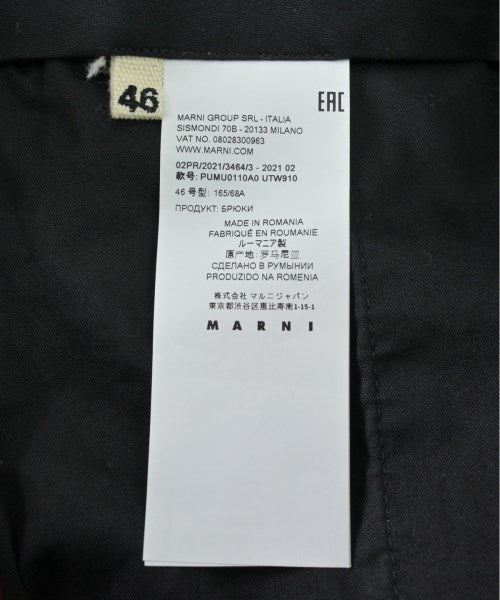 46
EAC
MARNI GROUP SRL - ITALIA
SISMONDI 70B - 20133 MILANO
VAT NO. 08028300963
WWW.MARNI.COM
02PR/2021/3464/3 - 2021 02
款号: PUMU0110A0 UTW910
46 号型: 165/68A
ПРОДУКТ: БРЮКИ
MADE IN ROMANIA
FABRIQUÉ EN ROUMANIE
ルーマニア製
原产地: 罗马尼亚
СДЕЛАНО В РУМЫНИИ
PRODUZIDO NA ROMENIA
株式会社 マルニジャパン
東京都渋谷区恵比寿南1-15-1
MARNI